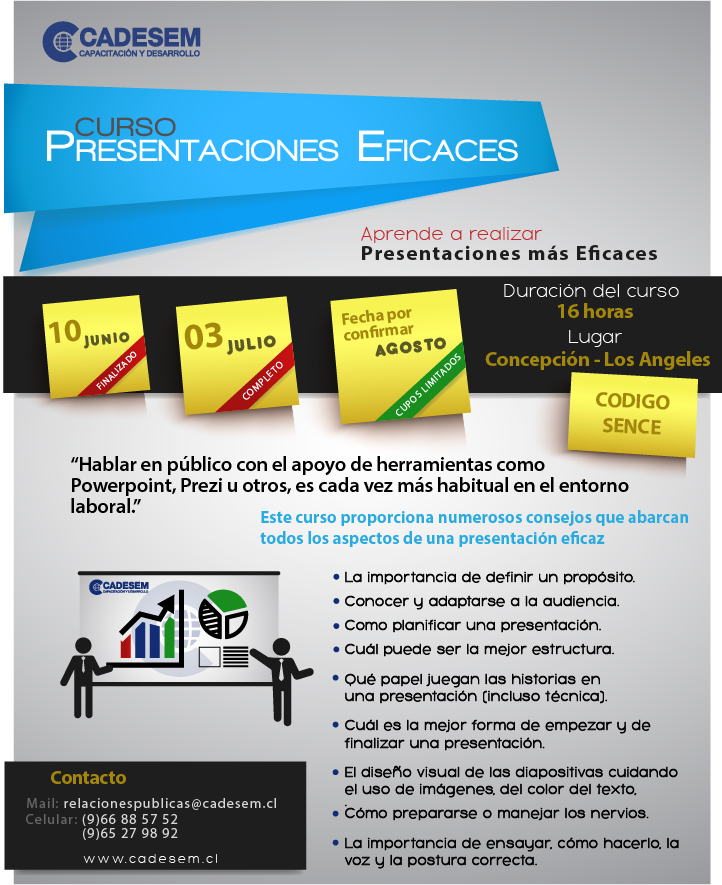 CADESEM
CAPACITACIÓN Y DESARROLLO
CURSO
PRESENTACIONES EFICACES
Aprende a realizar
Presentaciones más Eficaces
10 JUNIO
FINALIZADO
03 JULIO
COMPLETO
Fecha por
confirmar
AGOSTO
CUPOS LIMITADOS
Duración del curso
16 horas
Lugar
Concepción - Los Angeles
CODIGO
SENCE
“Hablar en público con el apoyo de herramientas como
Powerpoint, Prezi u otros, es cada vez más habitual en el entorno
laboral.”
Este curso proporciona numerosos consejos que abarcan
todos los aspectos de una presentación eficaz
CADESEM
CAPACITACIÓN Y DESARROLLO
• La importancia de definir un propósito.
• Conocer y adaptarse a la audiencia.
• Como planificar una presentación.
• Cuál puede ser la mejor estructura.
• Qué papel juegan las historias en
una presentación (incluso técnica).
• Cuál es la mejor forma de empezar y de
finalizar una presentación.
• El diseño visual de las diapositivas cuidando
el uso de imágenes, del color del texto,
.
• Cómo prepararse o manejar los nervios.
• La importancia de ensayar, cómo hacerlo, la
voz y la postura correcta.
Contacto
Mail: relacionespublicas@cadesem.cl
Celular: (9)66 88 57 52
(9)65 27 98 92
www.cadesem.cl